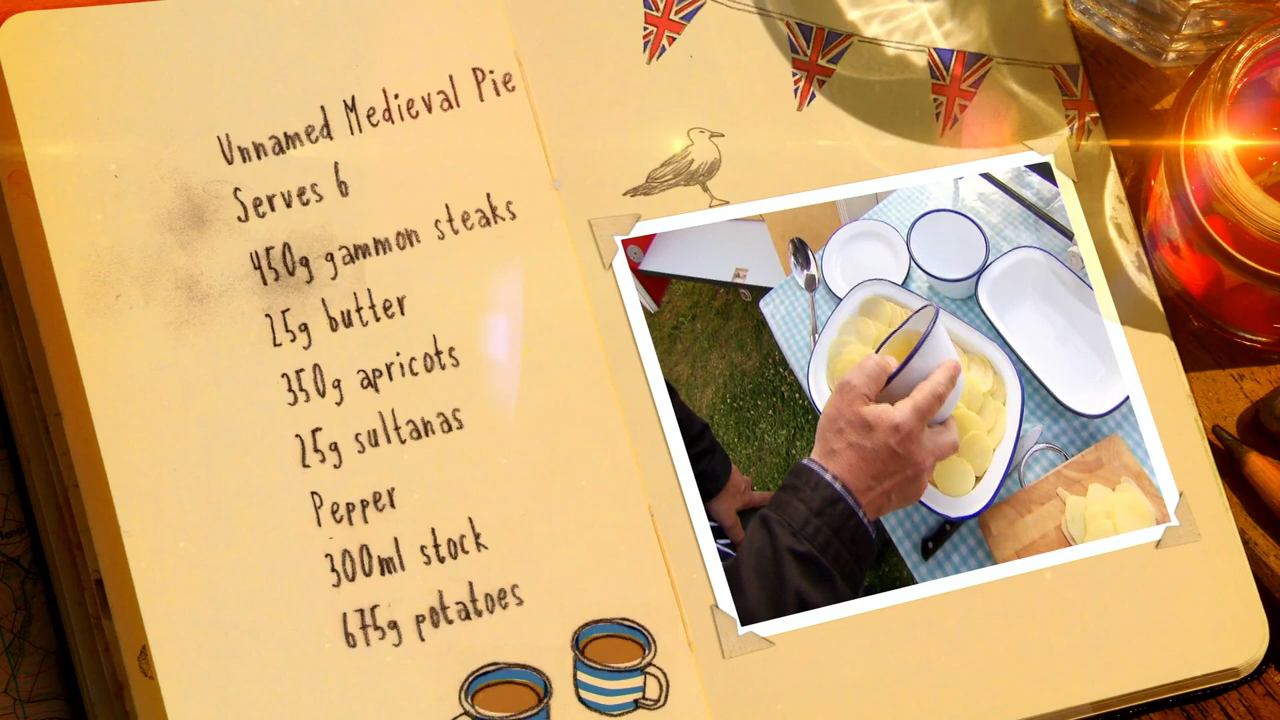 Unnamed Medieval Pie
Serves 6
450g gammon steaks
25g butter
350g apricots
25g sultanas
Pepper
300ml stock
675g potatoes